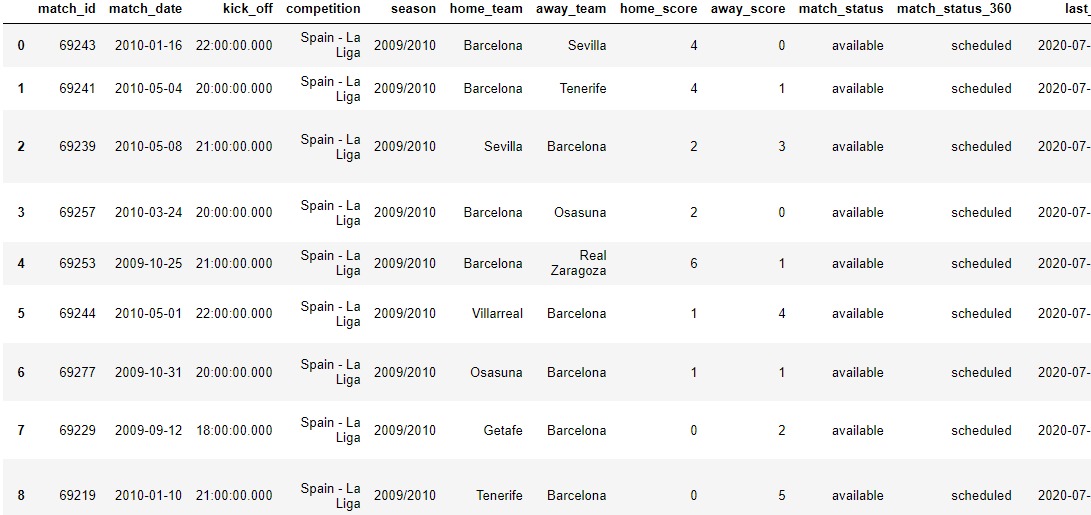 match_id match_date kick_off competition season home_team away_team home_score away_score match_status match_status_360 last_
0 69243 2010-01-16 22:00:00.000 Spain - La Liga 2009/2010 Barcelona Sevilla 4 0 available scheduled 2020-07-
1 69241 2010-05-04 20:00:00.000 Spain - La Liga 2009/2010 Barcelona Tenerife 4 1 available scheduled 2020-07-
2 69239 2010-05-08 21:00:00.000 Spain - La Liga 2009/2010 Sevilla Barcelona 2 3 available scheduled 2020-07-
3 69257 2010-03-24 20:00:00.000 Spain - La Liga 2009/2010 Barcelona Osasuna 2 0 available scheduled 2020-07-
4 69253 2009-10-25 21:00:00.000 Spain - La Liga 2009/2010 Barcelona Real Zaragoza 6 1 available scheduled 2020-07-
5 69244 2010-05-01 22:00:00.000 Spain - La Liga 2009/2010 Villarreal Barcelona 1 4 available scheduled 2020-07-
6 69277 2009-10-31 20:00:00.000 Spain - La Liga 2009/2010 Osasuna Barcelona 1 1 available scheduled 2020-07-
7 69229 2009-09-12 18:00:00.000 Spain - La Liga 2009/2010 Getafe Barcelona 0 2 available scheduled 2020-07-
8 69219 2010-01-10 21:00:00.000 Spain - La Liga 2009/2010 Tenerife Barcelona 0 5 available scheduled 2020-07-